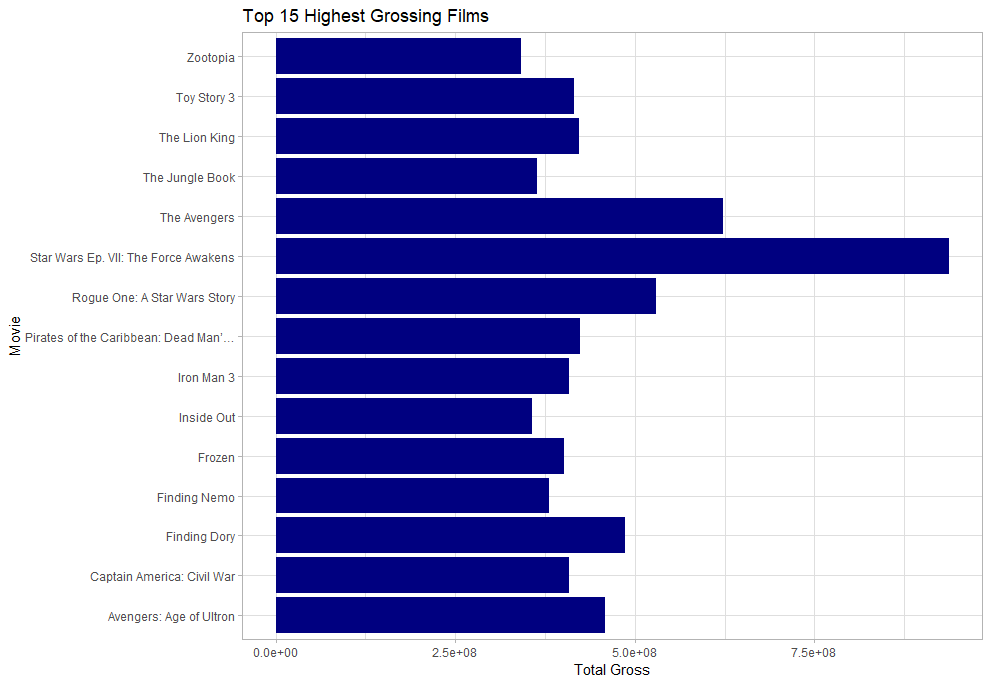 Top 15 Highest Grossing Films
Zootopia
Toy Story 3
The Lion King
The Jungle Book
The Avengers
Star Wars Ep. VII: The Force Awakens
Rogue One: A Star Wars Story
Pirates of the Caribbean: Dead Man’…
Iron Man 3
Inside Out
Frozen
Finding Nemo
Finding Dory
Captain America: Civil War
Avengers: Age of Ultron
Movie
0.0e+00 2.5e+08 5.0e+08 7.5e+08
Total Gross